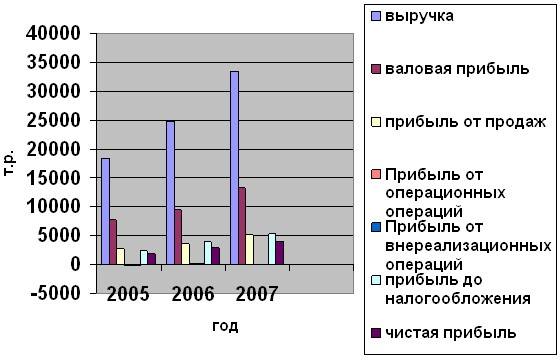 40000
35000
30000
25000
20000
15000
10000
5000
0
-5000
т.р.
2005 2006 2007
год
выручка
валовая прибыль
прибыль от продаж
Прибыль от
операционных
операций
Прибыль от
внереализационных
операций
прибыль до
налогообложения
чистая прибыль